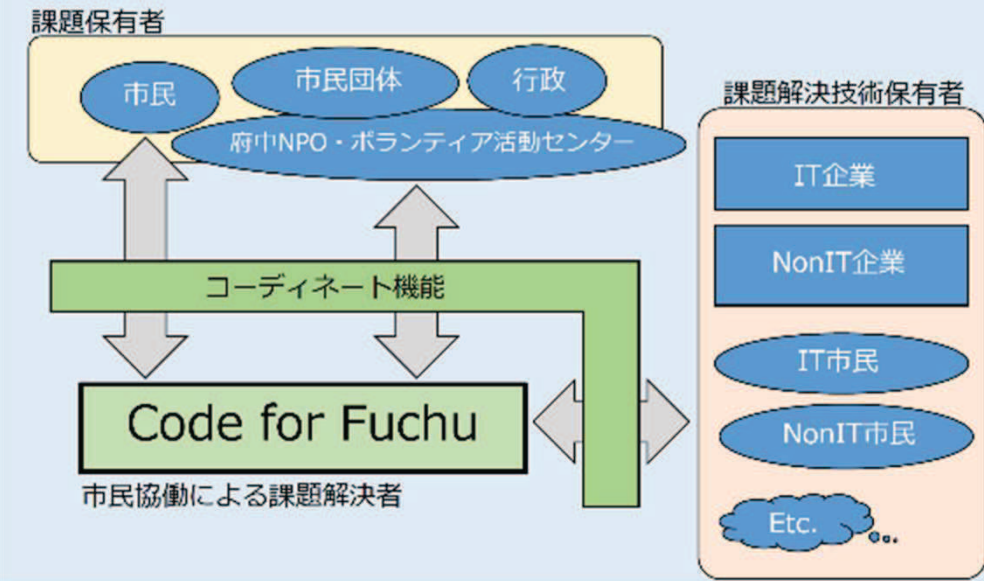 課題保有者
市民
市民団体
行政
府中NPO・ボランティア活動センター
課題解決技術保有者
IT企業
NonIT企業
IT市民
NonIT市民
Etc.
コーディネート機能
Code for Fuchu
市民協働による課題解決者